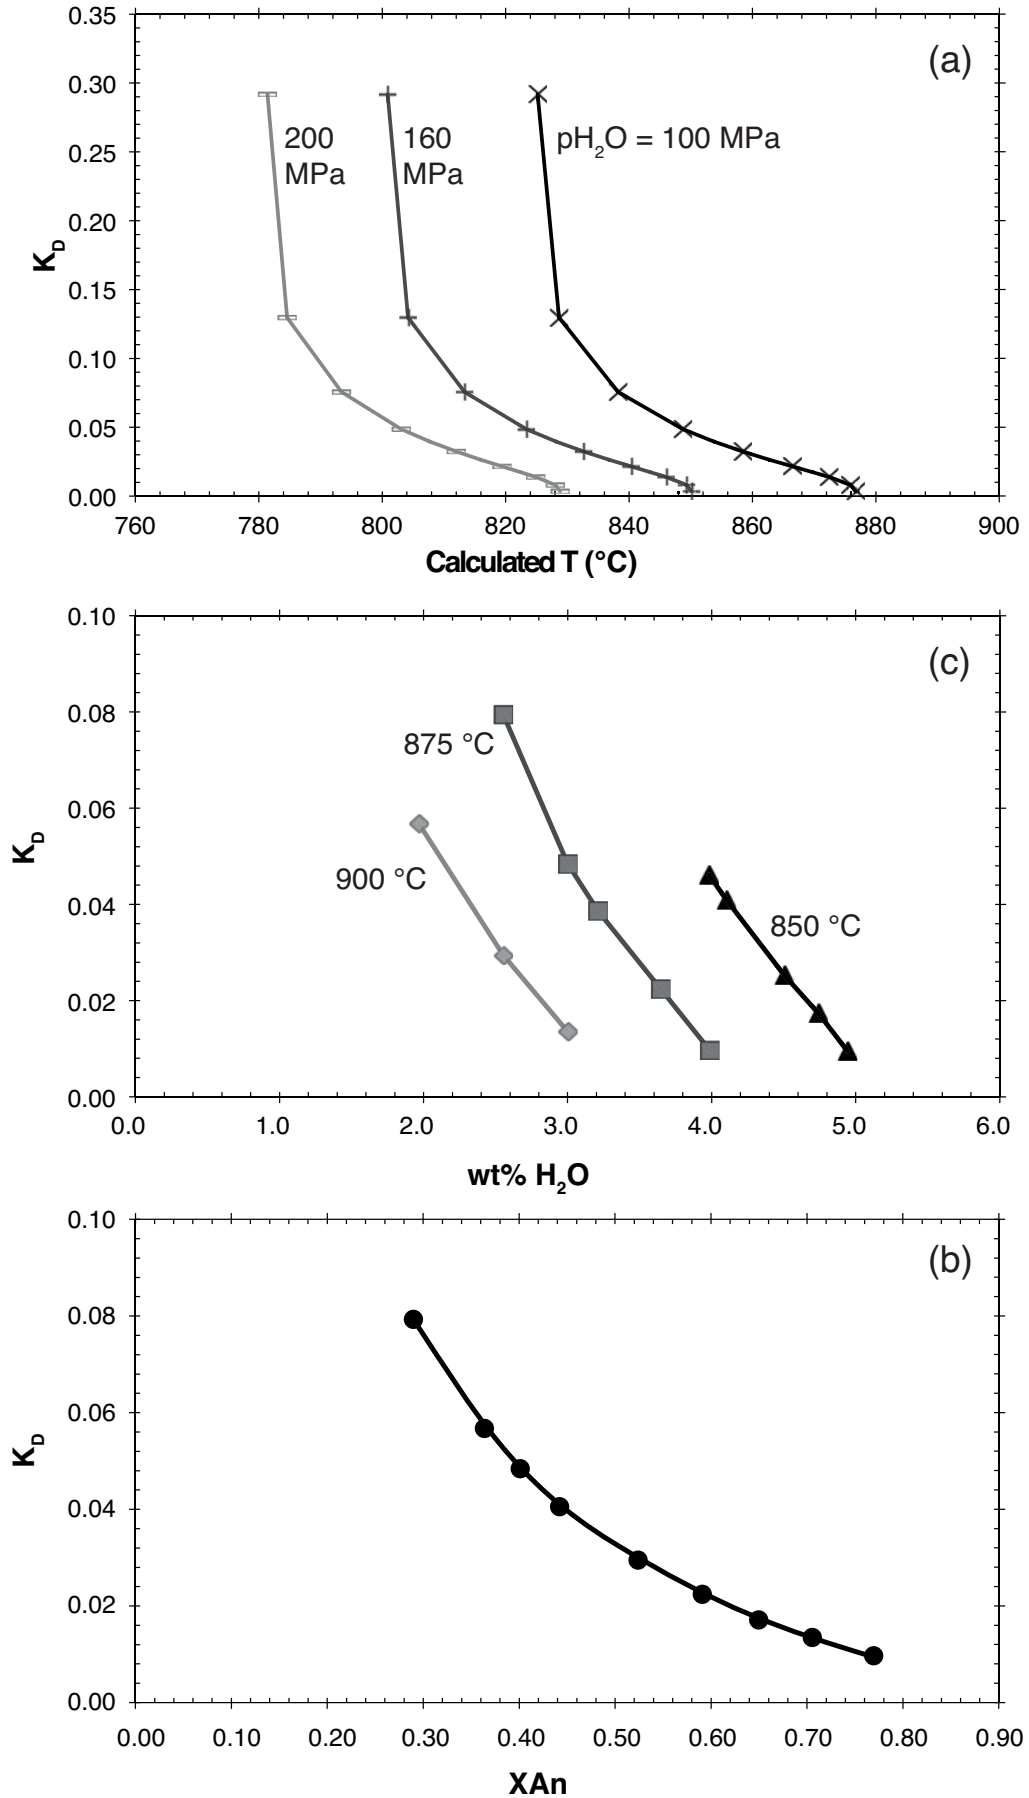 0.35
(a)
0.30
200
MPa
160
MPa
pH2O = 100 MPa
0.25
0.20
KD
0.15
0.10
0.05
0.00
760 780 800 820 840 860 880 900
Calculated T (°C)
0.10
(c)
0.08
875 °C
0.06
KD
900 °C
0.04
850 °C
0.02
0.00
0.0 1.0 2.0 3.0 4.0 5.0 6.0
wt% H2O
0.10
(b)
0.08
0.06
KD
0.04
0.02
0.00
0.00 0.10 0.20 0.30 0.40 0.50 0.60 0.70 0.80 0.90
XAn